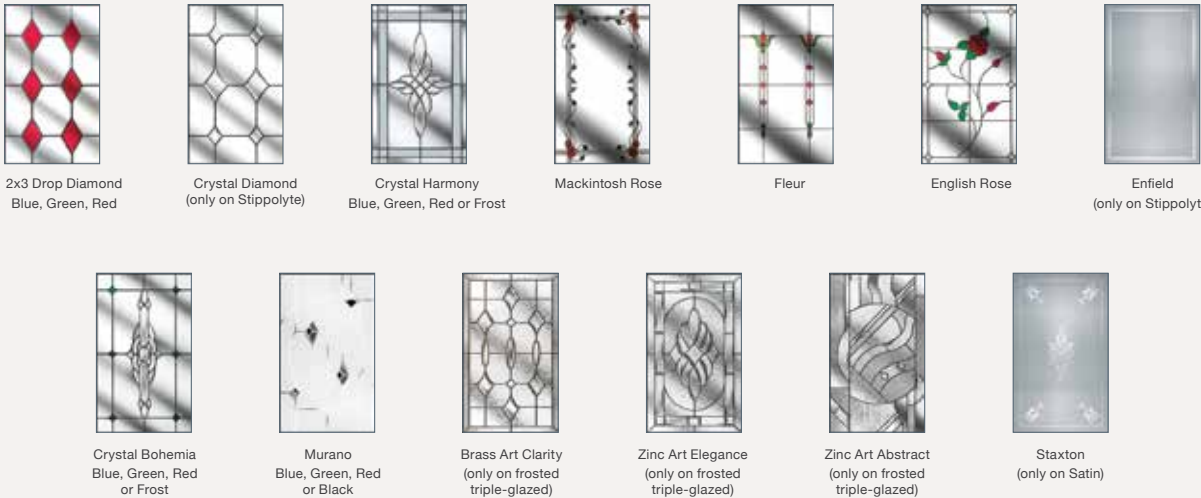 2x3 Drop Diamond
Blue, Green, Red
Crystal Diamond
(only on Stippolyte)
Crystal Harmony
Blue, Green, Red or Frost
Mackintosh Rose
Fleur
English Rose
Enfield
(only on Stippolyt
Crystal Bohemia
Blue, Green, Red
or Frost
Murano
Blue, Green, Red
or Black
Brass Art Clarity
(only on frosted
triple-glazed)
Zinc Art Elegance
(only on frosted
triple-glazed)
Zinc Art Abstract
(only on frosted
triple-glazed)
Staxton
(only on Satin)